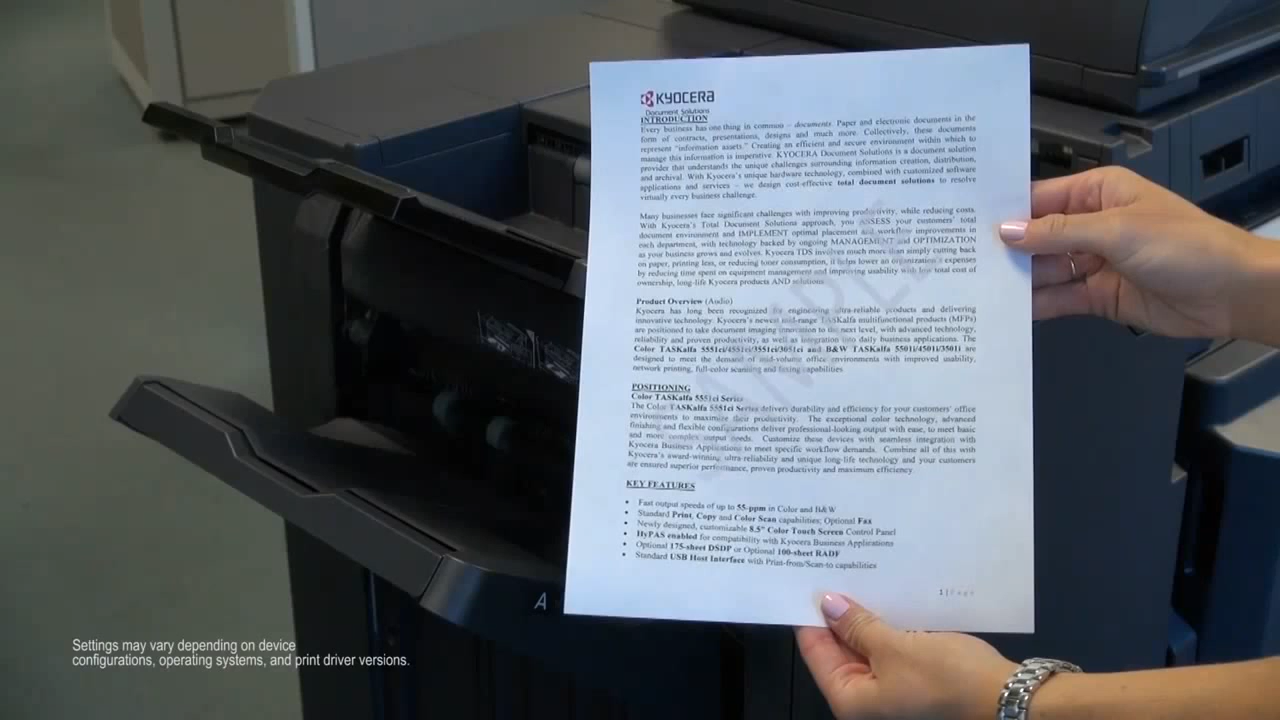 KYOCERA
Document Solutions
INTRODUCTION
Every business has one thing in common – documents. Paper and electronic documents in the
form of contracts, presentations, designs and much more. Collectively, these documents
represent “information assets.” Creating an efficient and secure environment within which to
manage this information is imperative. KYOCERA Document Solutions is a document solution
provider that understands the unique challenges surrounding information creation, distribution,
and archival. With Kyocera's unique hardware technology, combined with customized software
applications and services – we design cost-effective total document solutions to resolve
virtually every business challenge.
Many businesses face significant challenges with improving productivity, while reducing costs.
With Kyocera's Total Document Solutions approach, you ASSESS your customers' total
document environment and IMPLEMENT optimal placement and workflow improvements in
each department, with technology backed by ongoing MANAGEMENT and OPTIMIZATION
as your business grows and evolves. Kyocera TDS involves much more than simply cutting back
on paper, printing less, or reducing toner consumption, it helps lower an organization's expenses
by reducing time spent on equipment management and improving usability with low total cost of
ownership, long-life Kyocera products AND solutions.
Product Overview (Audio)
Kyocera has long been recognized for engineering ultra-reliable products and delivering
innovative technology. Kyocera's newest mid-range TASKalfa multifunctional products (MFPs)
are positioned to take document imaging innovation to the next level, with advanced technology,
reliability and proven productivity, as well as integration into daily business applications. The
Color TASKalfa 5551ci/4551ci/3551ci/3051ci and B&W TASKalfa 5501i/4501i/3501i are
designed to meet the demand of mid-volume office environments with improved usability,
network printing, full-color scanning and faxing capabilities.
POSITIONING
Color TASKalfa 5551ci Series
The Color TASKalfa 5551ci Series delivers durability and efficiency for your customers' office
environments to maximize their productivity. The exceptional color technology, advanced
finishing and flexible configurations deliver professional-looking output with ease, to meet basic
and more complex output needs. Customize these devices with seamless integration with
Kyocera Business Applications to meet specific workflow demands. Combine all of this with
Kyocera's award-winning ultra-reliability and unique long-life technology and your customers
are ensured superior performance, proven productivity and maximum efficiency.
KEY FEATURES
• Fast output speeds of up to 55-ppm in Color and B&W
• Standard Print, Copy and Color Scan capabilities; Optional Fax
• Newly designed, customizable 8.5" Color Touch Screen Control Panel
• HyPAS enabled for compatibility with Kyocera Business Applications
• Optional 175-sheet DSDP or Optional 100-sheet RADF
• Standard USB Host Interface with Print-from/Scan-to capabilities
1 | Page
SAMPLE
A
Settings may vary depending on device
configurations, operating systems, and print driver versions.